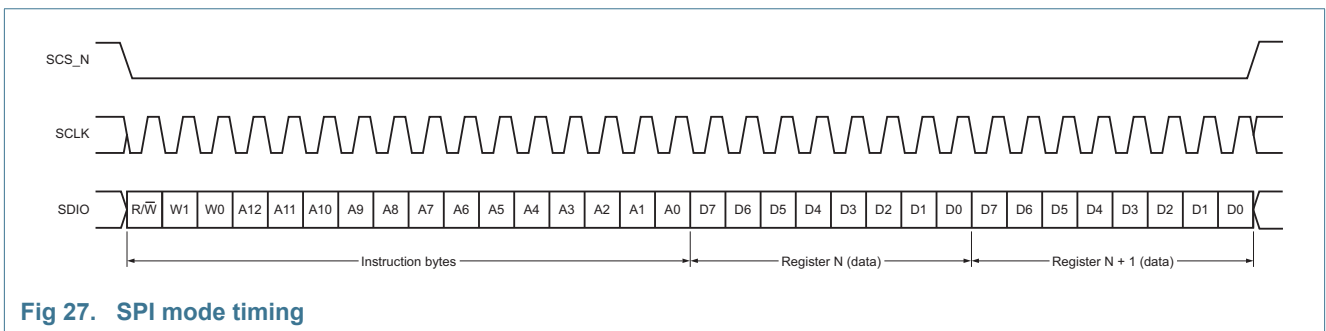 SCS_N
SCLK
SDIO R/W̅ W1 W0 A12 A11 A10 A9 A8 A7 A6 A5 A4 A3 A2 A1 A0 D7 D6 D5 D4 D3 D2 D1 D0 D7 D6 D5 D4 D3 D2 D1 D0
Instruction bytes Register N (data) Register N + 1 (data)
Fig 27. SPI mode timing